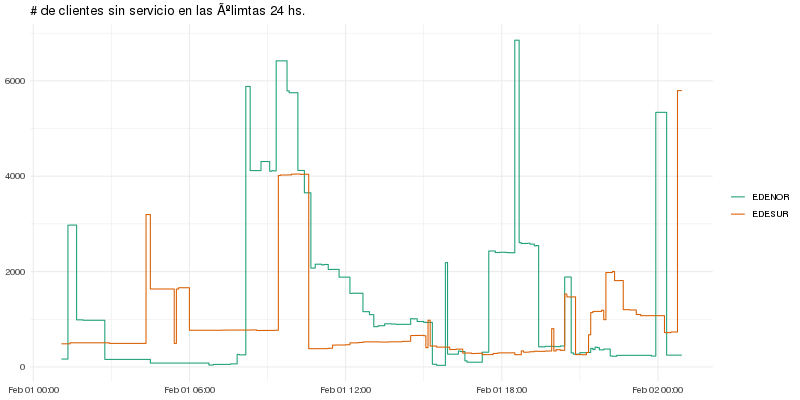 # de clientes sin servicio en las Ãºlimtas 24 hs.
6000
4000
2000
0
Feb 01 00:00
Feb 01 06:00
Feb 01 12:00
Feb 01 18:00
Feb 02 00:00
EDENOR
EDESUR